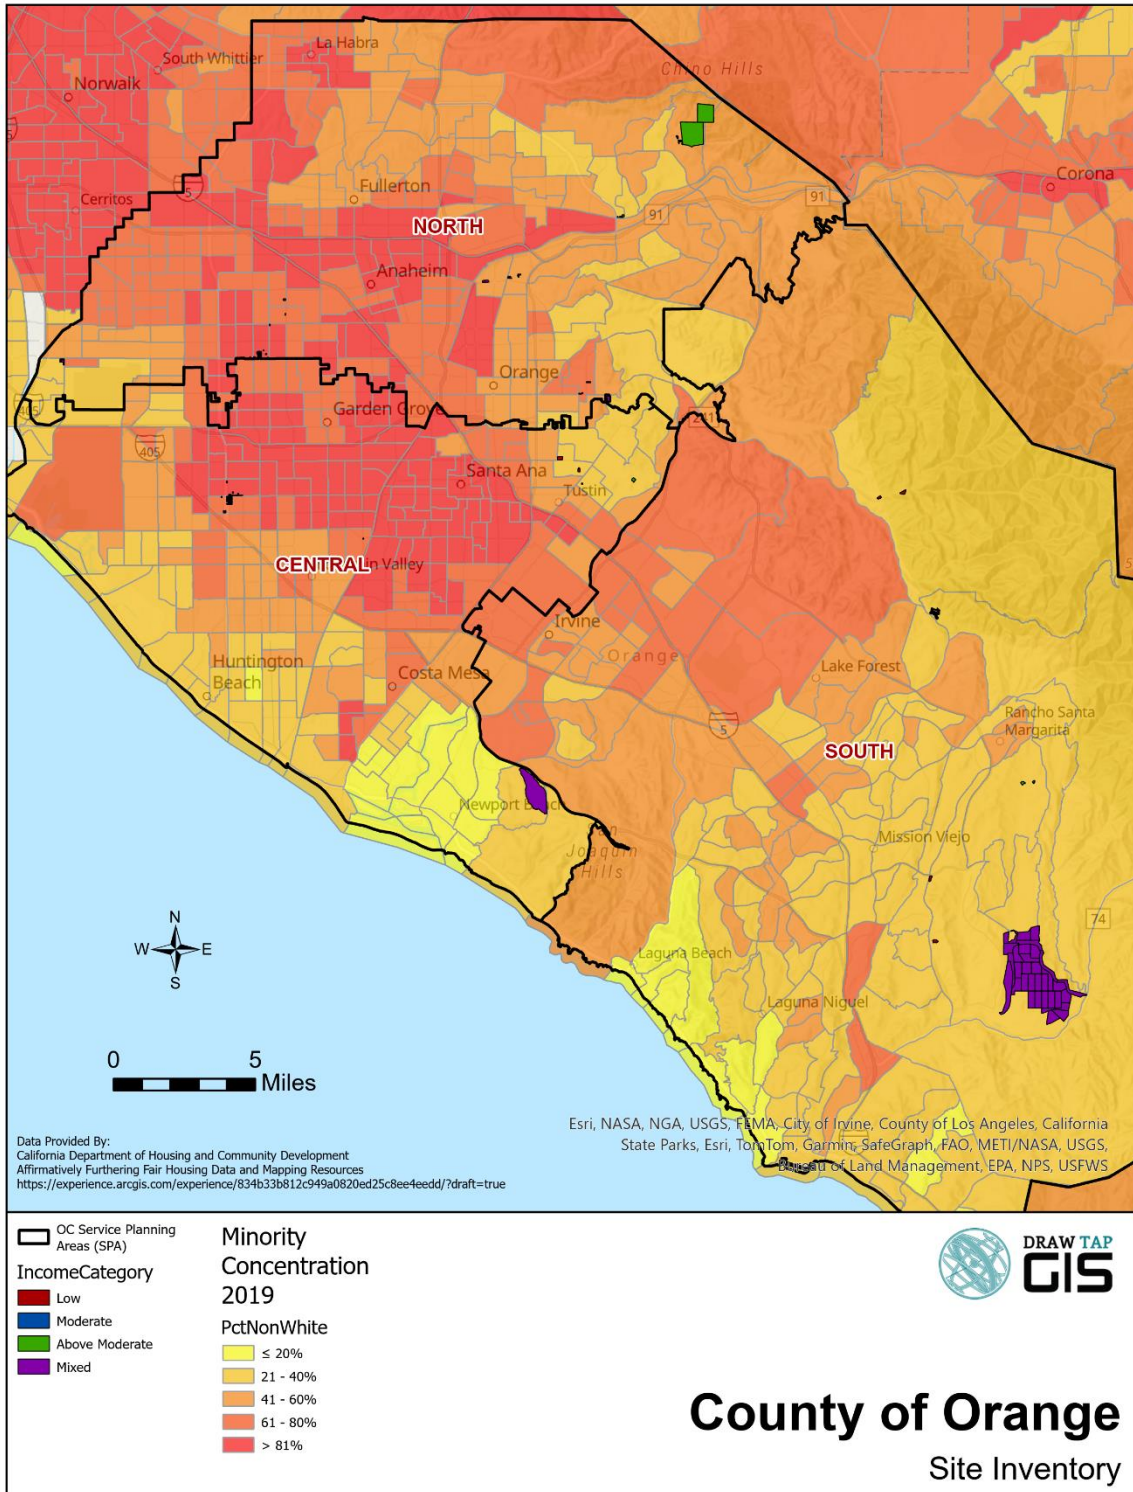 Chino Hills
La Habra
South Whittier
Norwalk
5
Cerritos
5
Fullerton
91
91
Corona
NORTH
Anaheim
Orange
405
Garden Grove
241
405
Santa Ana
Tustin
CENTRAL
in Valley
Irvine
Orange
Huntington
Beach
Costa Mesa
Lake Forest
5
Rancho Santa
Margarita
SOUTH
Newport Beach
Mission Viejo
Joaquin
Hills
74
Laguna Beach
Laguna Niguel
N
W E
S
0 5
Miles
Esri, NASA, NGA, USGS, FEMA, City of Irvine, County of Los Angeles, California
State Parks, Esri, TomTom, Garmin, SafeGraph, FAO, METI/NASA, USGS,
Bureau of Land Management, EPA, NPS, USFWS
Data Provided By:
California Department of Housing and Community Development
Affirmatively Furthering Fair Housing Data and Mapping Resources
https://experience.arcgis.com/experience/834b33b812c949a0820ed25c8ee4eedd/?draft=true
OC Service Planning
Areas (SPA)
IncomeCategory
Low
Moderate
Above Moderate
Mixed
Minority
Concentration
2019
PctNonWhite
≤ 20%
21 - 40%
41 - 60%
61 - 80%
> 81%
DRAW TAP
GIS
County of Orange
Site Inventory